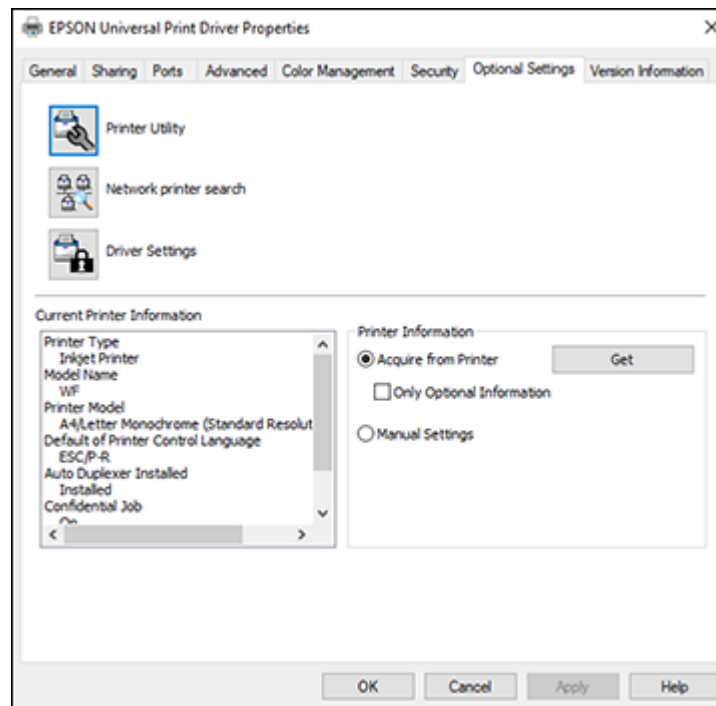 EPSON Universal Print Driver Properties
General Sharing Ports Advanced Color Management Security Optional Settings Version Information
Printer Utility
Network printer search
Driver Settings
Current Printer Information
Printer Type
Inkjet Printer
Model Name
WF
Printer Model
A4/Letter Monochrome (Standard Resolut
Default of Printer Control Language
ESC/P-R
Auto Duplexer Installed
Installed
Confidential Job
On
Printer Information
Acquire from Printer Get
Only Optional Information
Manual Settings
OK Cancel Apply Help